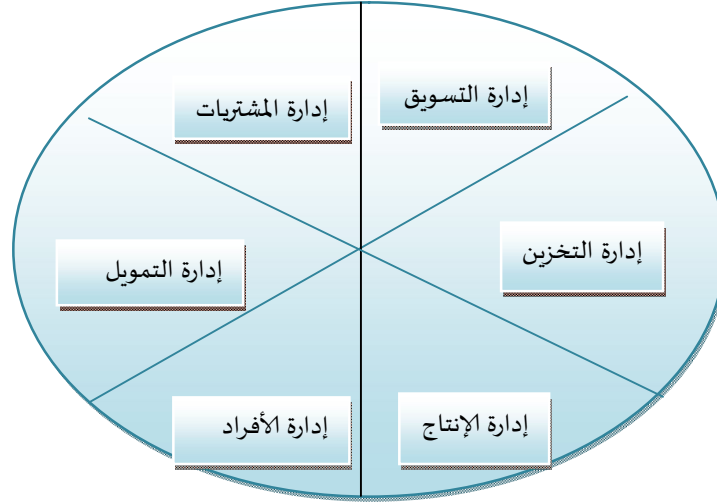 إدارة التسويق
إدارة المشتريات
إدارة التخزين
إدارة التمويل
إدارة الإنتاج
إدارة الأفراد